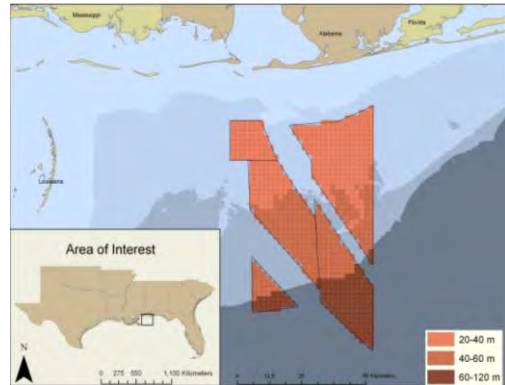 Mississippi
Alabama
Florida
Louisiana
Area of Interest
N
0 275 550 1,100 Kilometers
20-40 m
40-60 m
60-120 m